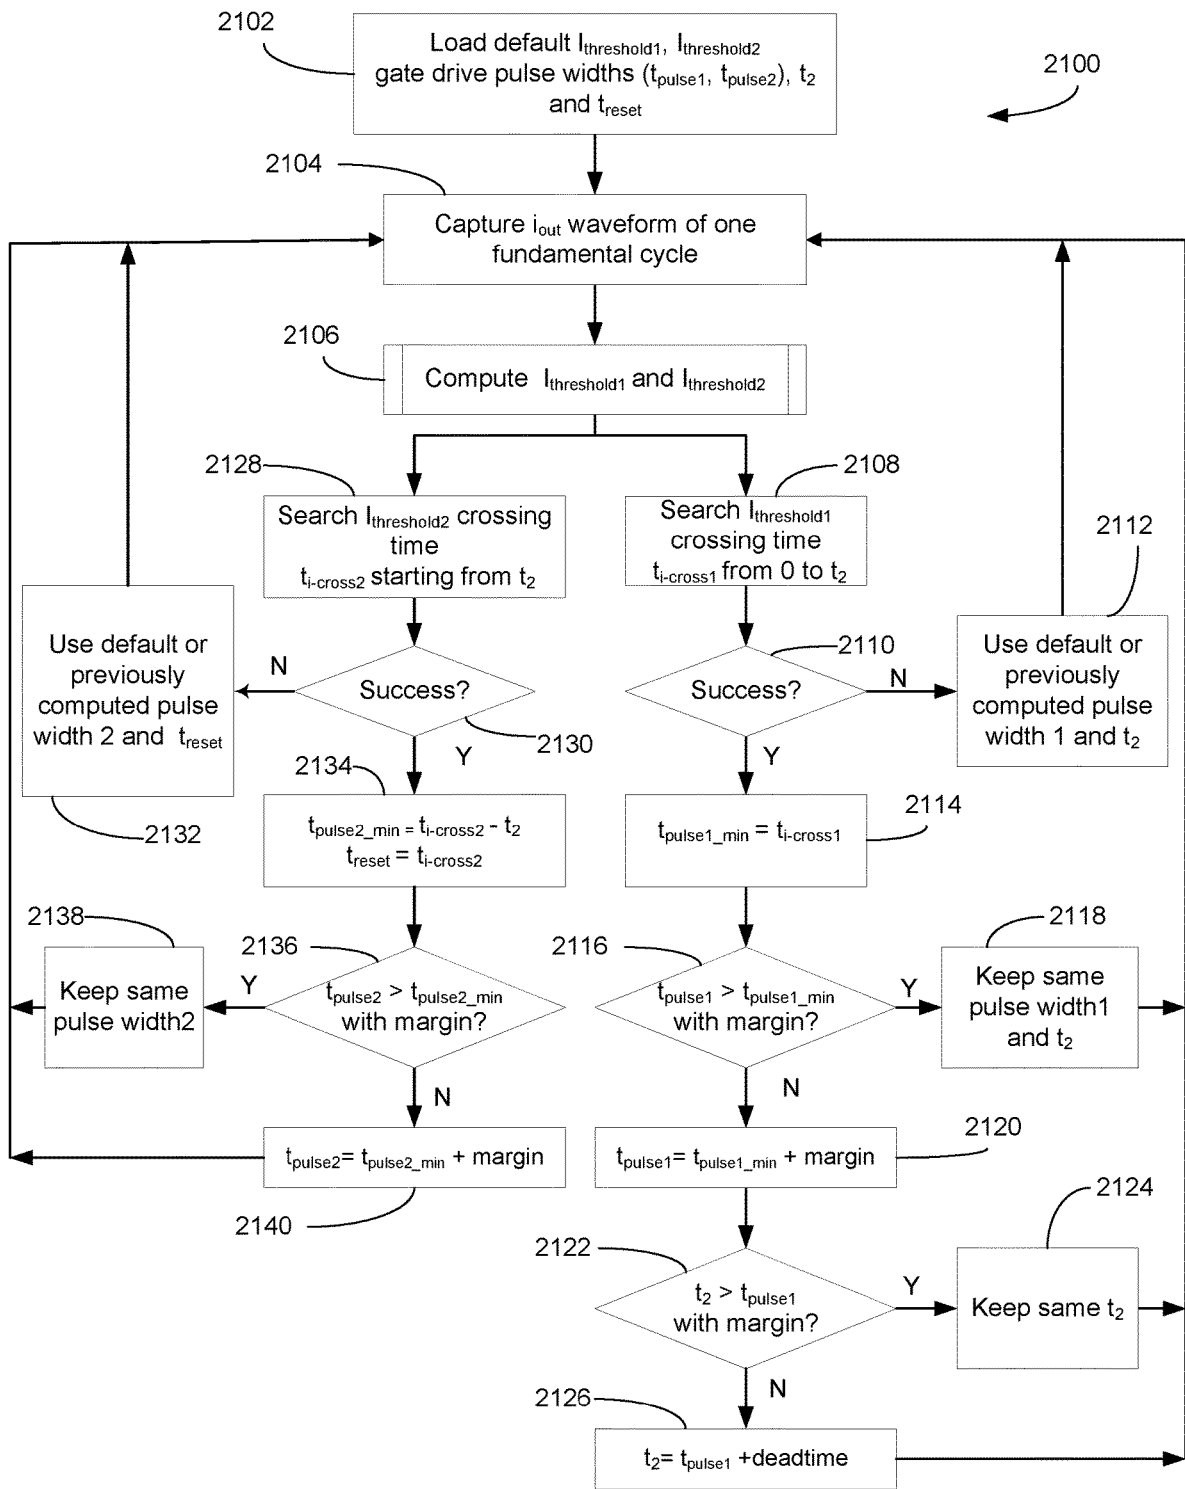 2102
Load default Ithreshold1, Ithreshold2
gate drive pulse widths (tpulse1, tpulse2), t2
and treset
2100
2104
Capture iout waveform of one
fundamental cycle
2106
Compute Ithreshold1 and Ithreshold2
2128
Search Ithreshold2 crossing
time
ti-cross2 starting from t2
2108
Search Ithreshold1
crossing time
ti-cross1 from 0 to t2
2112
Use default or
previously
computed pulse
width 2 and treset
N
Success?
2130
Y
2110
Success?
N
Y
Use default or
previously
computed pulse
width 1 and t2
2132
2134
tpulse2_min = ti-cross2 - t2
treset = ti-cross2
2114
tpulse1_min = ti-cross1
2138
Keep same
pulse width2
Y
2136
tpulse2 > tpulse2_min
with margin?
N
2116
tpulse1 > tpulse1_min
with margin?
Y
N
2118
Keep same
pulse width1
and t2
tpulse2= tpulse2_min + margin
2140
2120
tpulse1= tpulse1_min + margin
2122
t2 > tpulse1
with margin?
Y
N
2124
Keep same t2
2126
t2= tpulse1 +deadtime